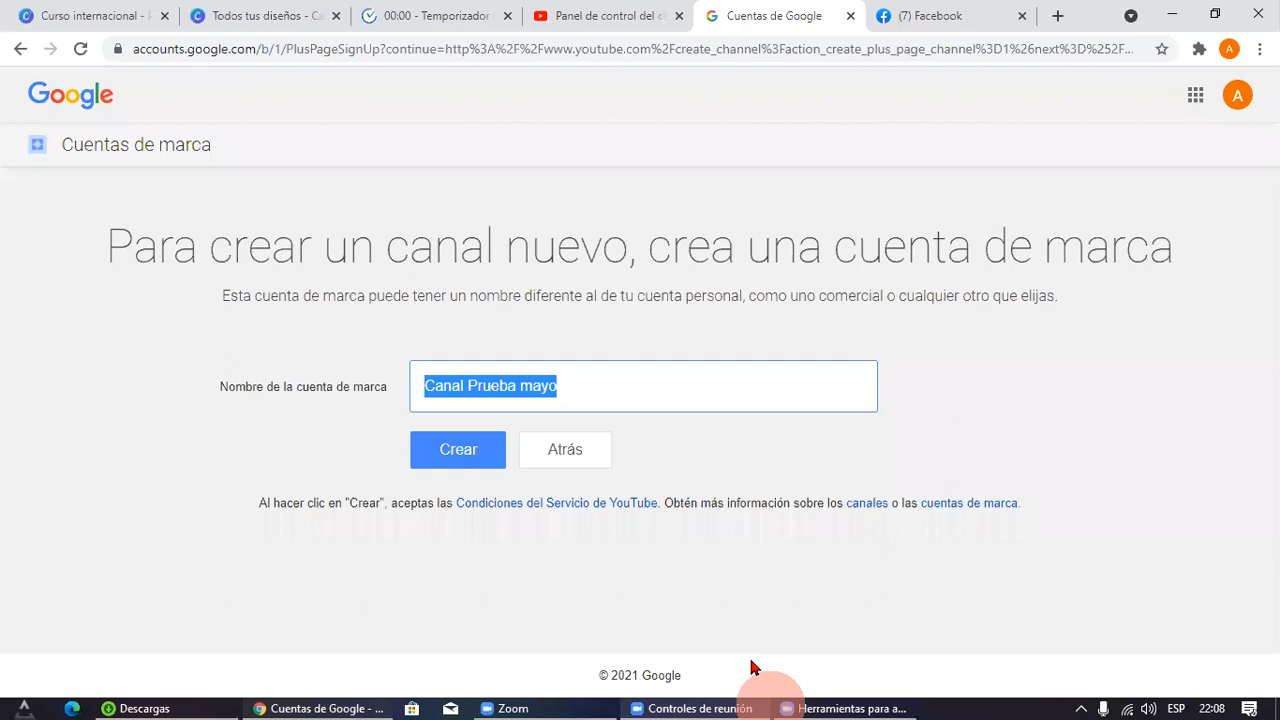 Curso internacional - P
Todos tus diseños - Ca
00:00 - Temporizador
Panel de control del c
Cuentas de Google
(7) Facebook
accounts.google.com/b/1/PlusPageSignUp?continue=http%3A%2F%2Fwww.youtube.com%2Fcreate_channel%3Faction_create_plus_page_channel%3D1%26next%3D%252F...
A
Google
A
Cuentas de marca
Para crear un canal nuevo, crea una cuenta de marca
Esta cuenta de marca puede tener un nombre diferente al de tu cuenta personal, como uno comercial o cualquier otro que elijas.
Nombre de la cuenta de marca
Canal Prueba mayo
Crear
Atrás
Al hacer clic en "Crear", aceptas las Condiciones del Servicio de YouTube. Obtén más información sobre los canales o las cuentas de marca.
© 2021 Google
Descargas
Cuentas de Google - ...
Zoom
Controles de reunión
Herramientas para a...
ESP
22:08